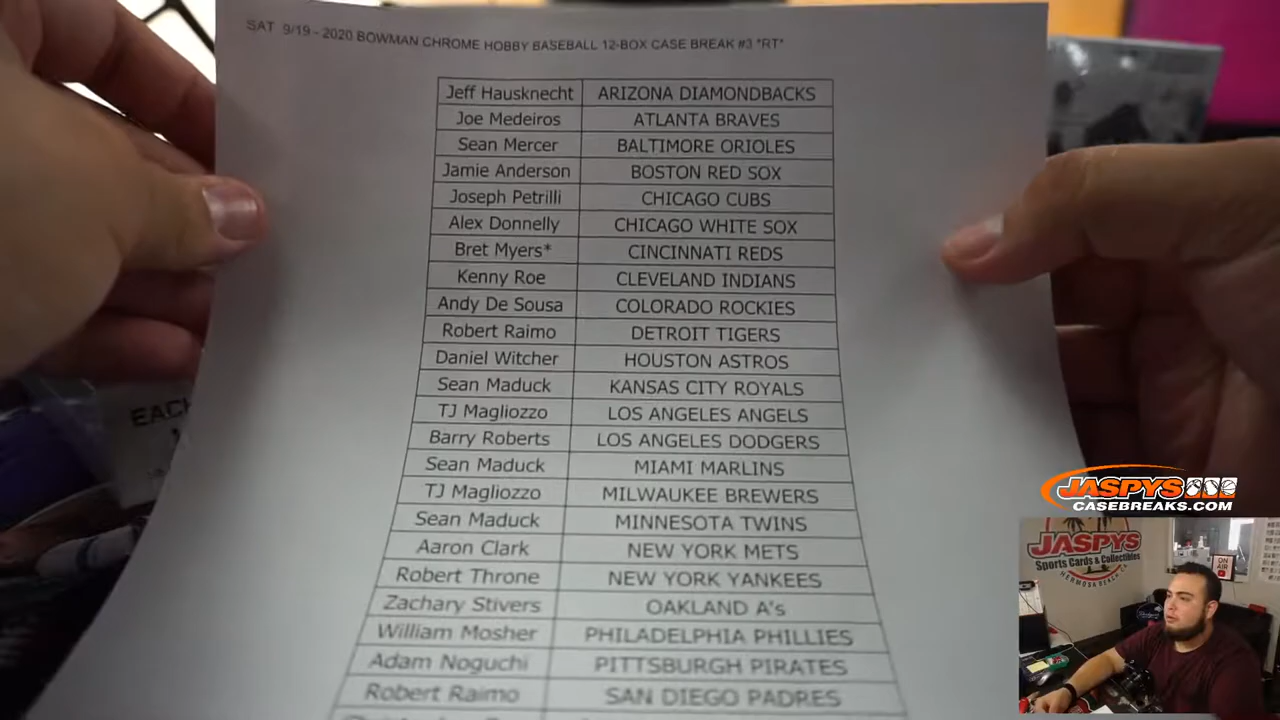 SAT 9/19 - 2020 BOWMAN CHROME HOBBY BASEBALL 12-BOX CASE BREAK #3 *RT*
Jeff Hausknecht ARIZONA DIAMONDBACKS
Joe Medeiros ATLANTA BRAVES
Sean Mercer BALTIMORE ORIOLES
Jamie Anderson BOSTON RED SOX
Joseph Petrilli CHICAGO CUBS
Alex Donnelly CHICAGO WHITE SOX
Bret Myers* CINCINNATI REDS
Kenny Roe CLEVELAND INDIANS
Andy De Sousa COLORADO ROCKIES
Robert Raimo DETROIT TIGERS
Daniel Witcher HOUSTON ASTROS
Sean Maduck KANSAS CITY ROYALS
TJ Magliozzo LOS ANGELES ANGELS
Barry Roberts LOS ANGELES DODGERS
Sean Maduck MIAMI MARLINS
TJ Magliozzo MILWAUKEE BREWERS
Sean Maduck MINNESOTA TWINS
Aaron Clark NEW YORK METS
Robert Throne NEW YORK YANKEES
Zachary Stivers OAKLAND A's
William Mosher PHILADELPHIA PHILLIES
Adam Noguchi PITTSBURGH PIRATES
Robert Raimo SAN DIEGO PADRES
EACH
JASPYS
CASEBREAKS.COM
JASPYS
Sports Cards & Collectibles
HERMOSA BEACH, CA
ON AIR